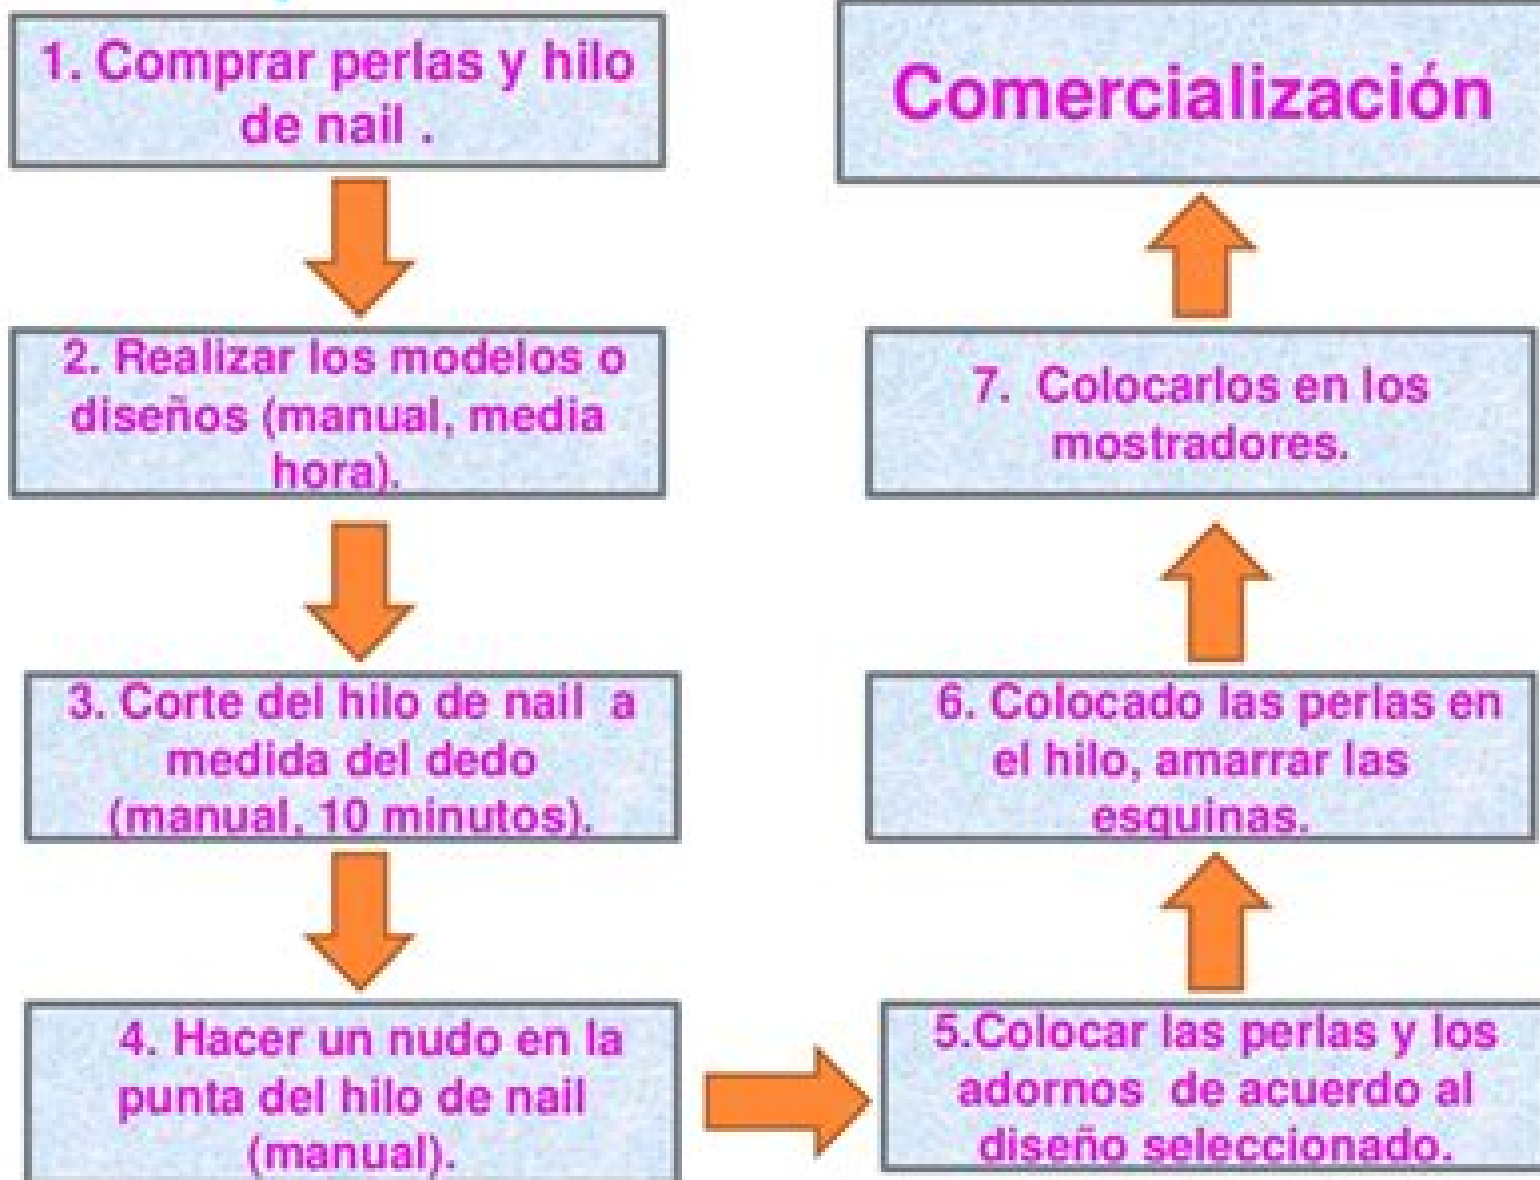 1. Comprar perlas y hilo
de nail .
2. Realizar los modelos o
diseños (manual, media
hora).
3. Corte del hilo de nail a
medida del dedo
(manual, 10 minutos).
4. Hacer un nudo en la
punta del hilo de nail
(manual).
5.Colocar las perlas y los
adornos de acuerdo al
diseño seleccionado.
6. Colocado las perlas en
el hilo, amarrar las
esquinas.
7. Colocarlos en los
mostradores.
Comercialización